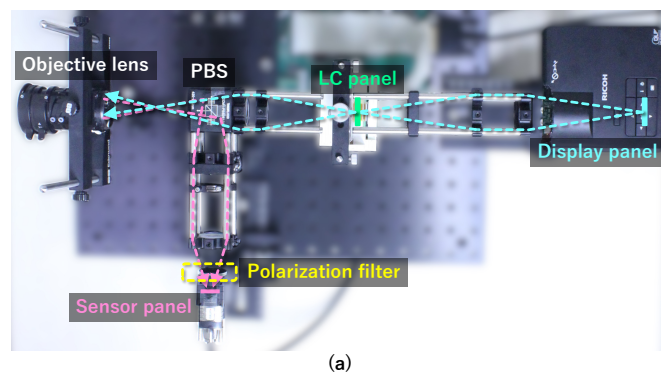 Objective lens
PBS
LC panel
RICOH
Display panel
Polarization filter
Sensor panel
(a)